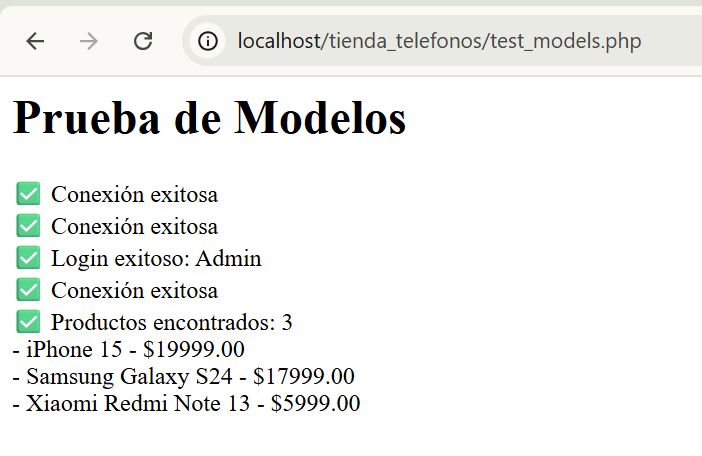 localhost/tienda_telefonos/test_models.php
Prueba de Modelos
✅ Conexión exitosa
✅ Conexión exitosa
✅ Login exitoso: Admin
✅ Conexión exitosa
✅ Productos encontrados: 3
- iPhone 15 - $19999.00
- Samsung Galaxy S24 - $17999.00
- Xiaomi Redmi Note 13 - $5999.00